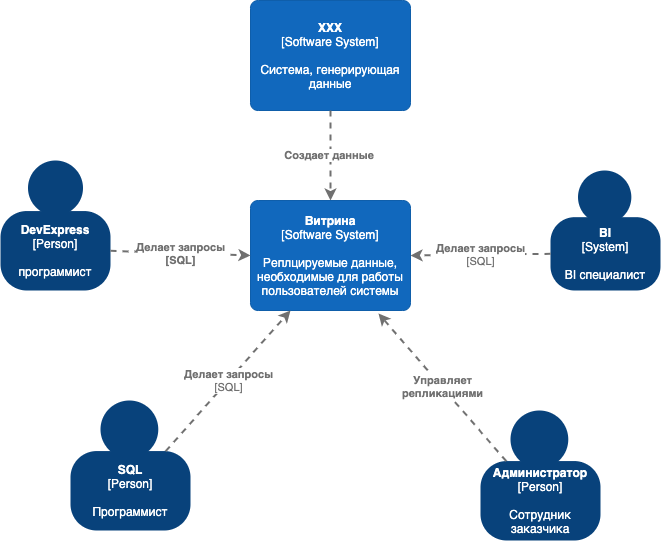 XXX
[Software System]
Система, генерирующая
данные
Создает данные
DevExpress
[Person]
программист
Делает запросы
[SQL]
Витрина
[Software System]
Реплцируемые данные,
необходимые для работы
пользователей системы
Делает запросы
[SQL]
BI
[System]
BI специалист
Делает запросы
[SQL]
Управляет
репликациями
SQL
[Person]
Программист
Администратор
[Person]
Сотрудник
заказчика